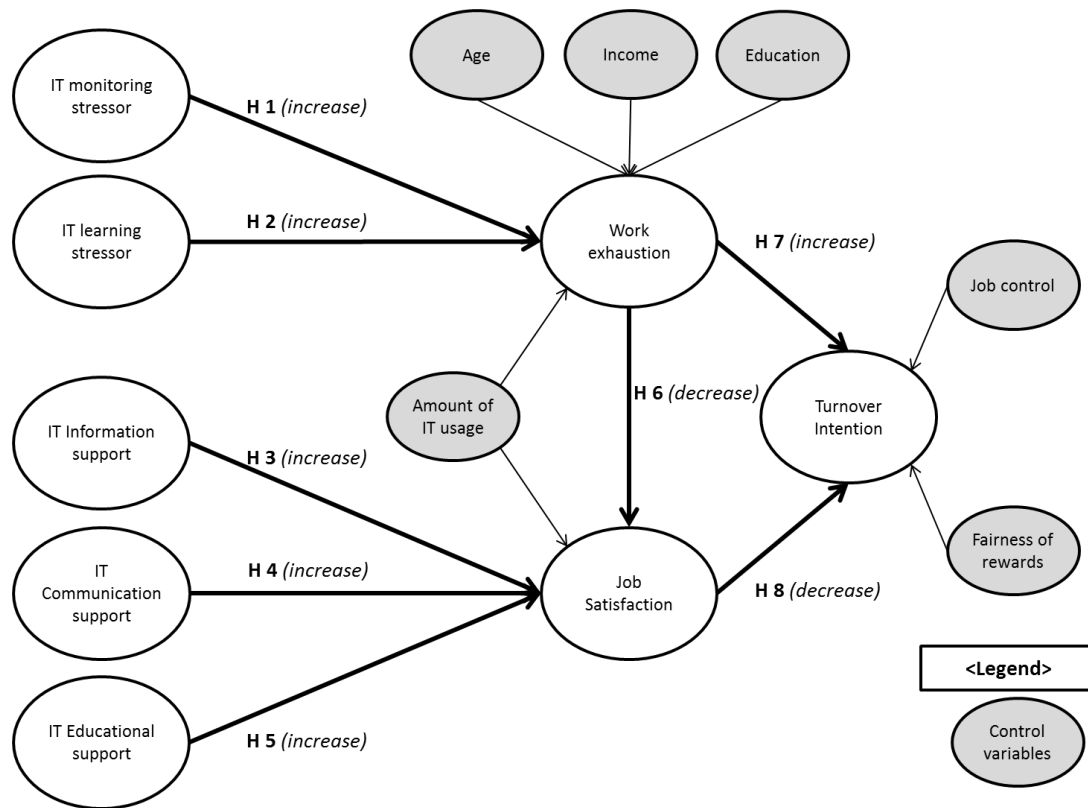 IT monitoring
stressor
H 1 (increase)
Age
Income
Education
IT learning
stressor
H 2 (increase)
Work
exhaustion
H 7 (increase)
Job control
IT Information
support
H 3 (increase)
Amount of
IT usage
H 6 (decrease)
Turnover
Intention
IT
Communication
support
H 4 (increase)
Job
Satisfaction
H 8 (decrease)
Fairness of
rewards
IT Educational
support
H 5 (increase)
<Legend>
Control
variables